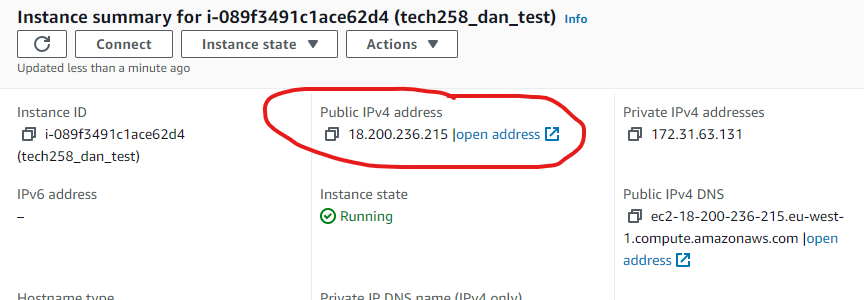 Instance summary for i-089f3491c1ace62d4 (tech258_dan_test) Info
Connect
Instance state
Actions
Updated less than a minute ago
Instance ID
i-089f3491c1ace62d4
(tech258_dan_test)
Public IPv4 address
18.200.236.215 |open address
Private IPv4 addresses
172.31.63.131
IPv6 address
–
Instance state
Running
Public IPv4 DNS
ec2-18-200-236-215.eu-west-
1.compute.amazonaws.com |open
address
Hostname type
Private IP DNS name (IPv4 only)